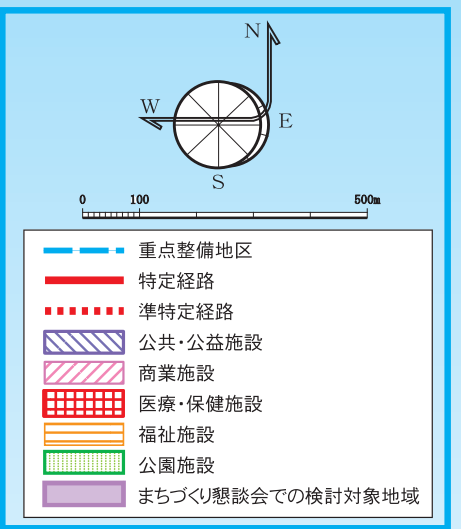 N
W
E
S
0 100 500m
重点整備地区
特定経路
準特定経路
公共・公益施設
商業施設
医療・保健施設
福祉施設
公園施設
まちづくり懇談会での検討対象地域